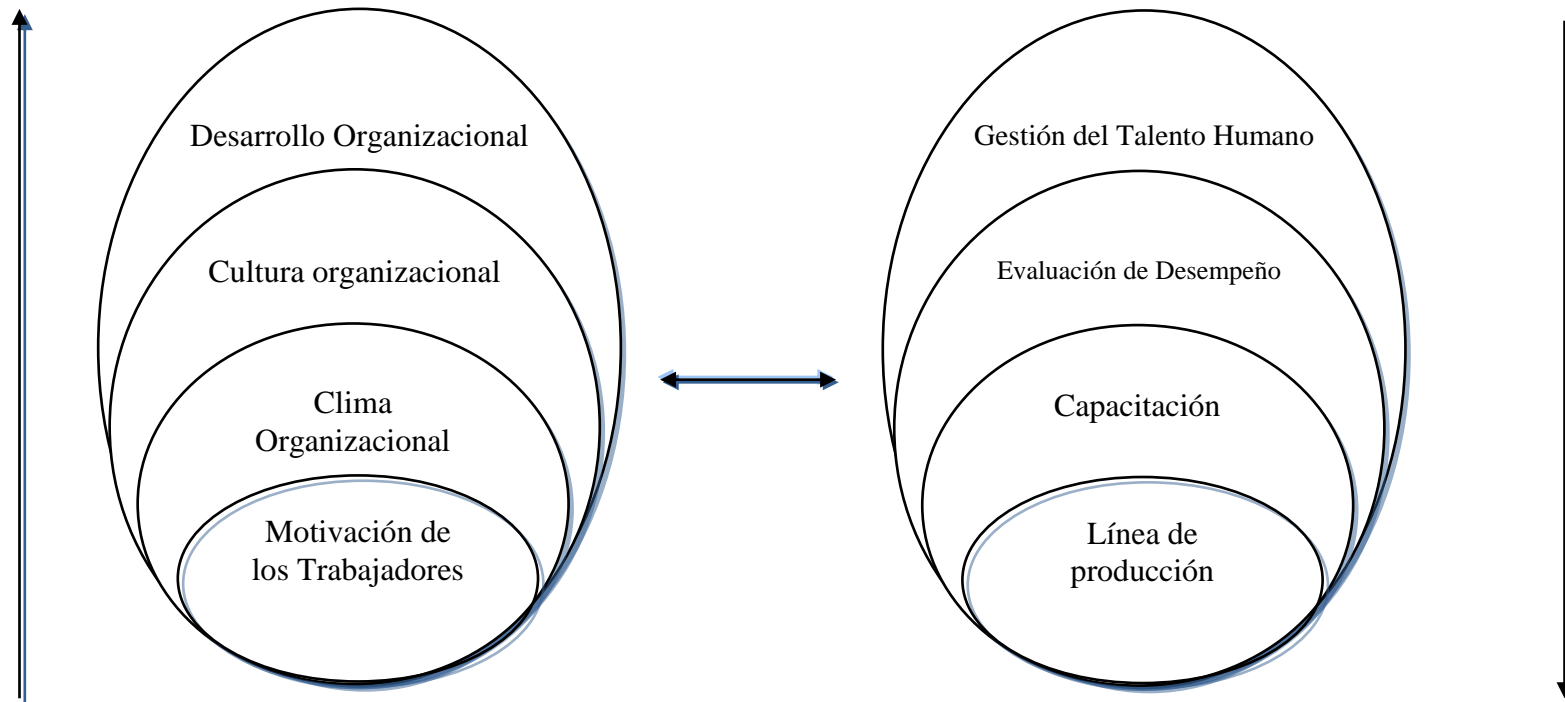 Desarrollo Organizacional
Cultura organizacional
Clima
Organizacional
Motivación de
los Trabajadores
Gestión del Talento Humano
Evaluación de Desempeño
Capacitación
Línea de
producción